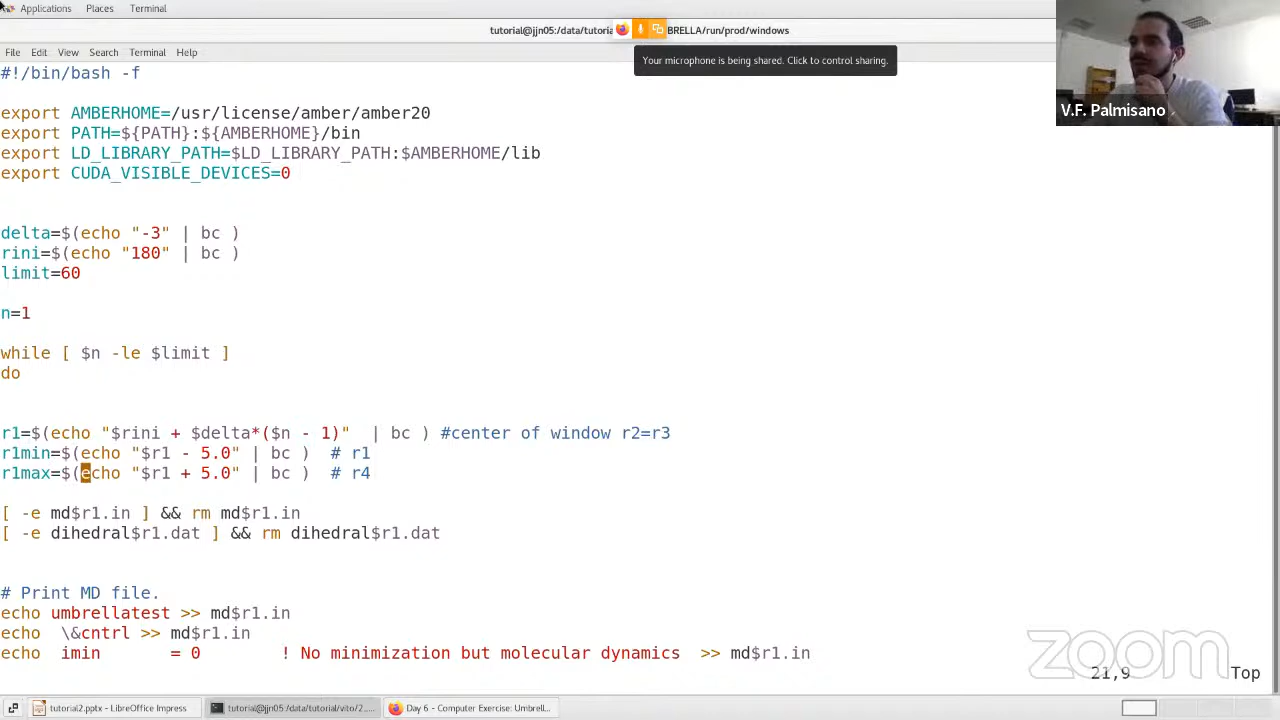 Applications Places Terminal
tutorial@jjn05:/data/tutoria BRELLA/run/prod/windows
File Edit View Search Terminal Help
Your microphone is being shared. Click to control sharing.
V.F. Palmisano
#!/bin/bash -f
export AMBERHOME=/usr/license/amber/amber20
export PATH=${PATH}:${AMBERHOME}/bin
export LD_LIBRARY_PATH=$LD_LIBRARY_PATH:$AMBERHOME/lib
export CUDA_VISIBLE_DEVICES=0
delta=$(echo "-3" | bc )
rini=$(echo "180" | bc )
limit=60
n=1
while [ $n -le $limit ]
do
r1=$(echo "$rini + $delta*($n - 1)"  | bc ) #center of window r2=r3
r1min=$(echo "$r1 - 5.0" | bc )  # r1
r1max=$(echo "$r1 + 5.0" | bc )  # r4
[ -e md$r1.in ] && rm md$r1.in
[ -e dihedral$r1.dat ] && rm dihedral$r1.dat
# Print MD file.
echo umbrellatest >> md$r1.in
echo  \&cntrl >> md$r1.in
echo  imin       = 0        ! No minimization but molecular dynamics  >> md$r1.in
zoom
21,9 Top
tutorial2.pptx - LibreOffice Impress tutorial@jjn05:/data/tutorial/vito/2... Day 6 - Computer Exercise: Umbrell...